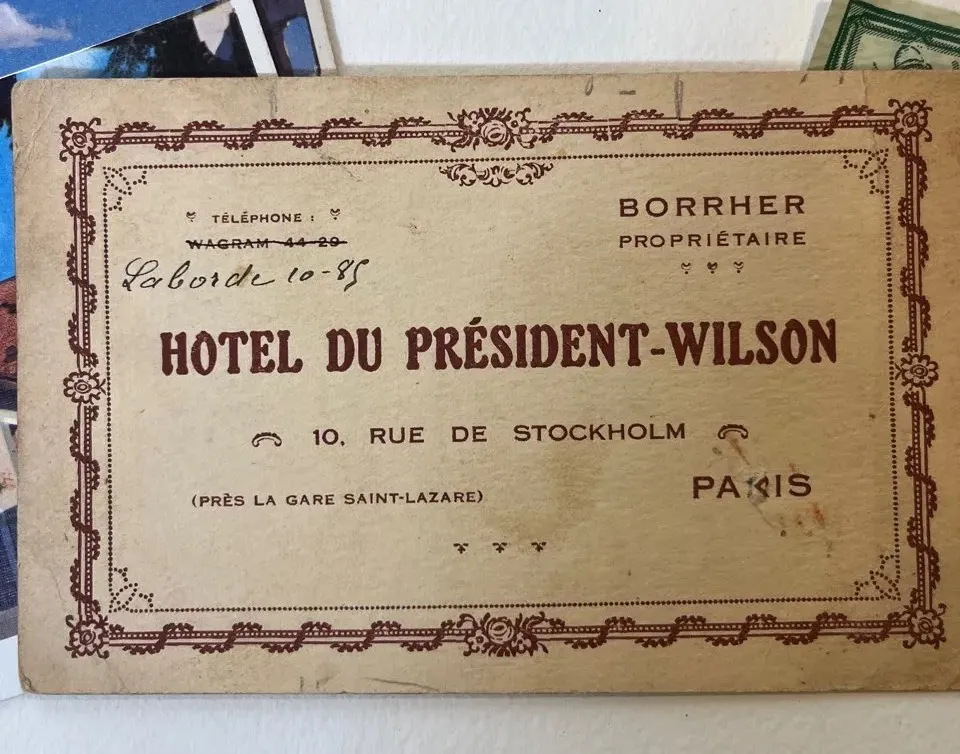 TÉLÉPHONE :
WAGRAM 44-29
Laborde 10-85
BORRHER
PROPRIÉTAIRE
HOTEL DU PRÉSIDENT-WILSON
10, RUE DE STOCKHOLM
(PRÈS LA GARE SAINT-LAZARE)
PARIS